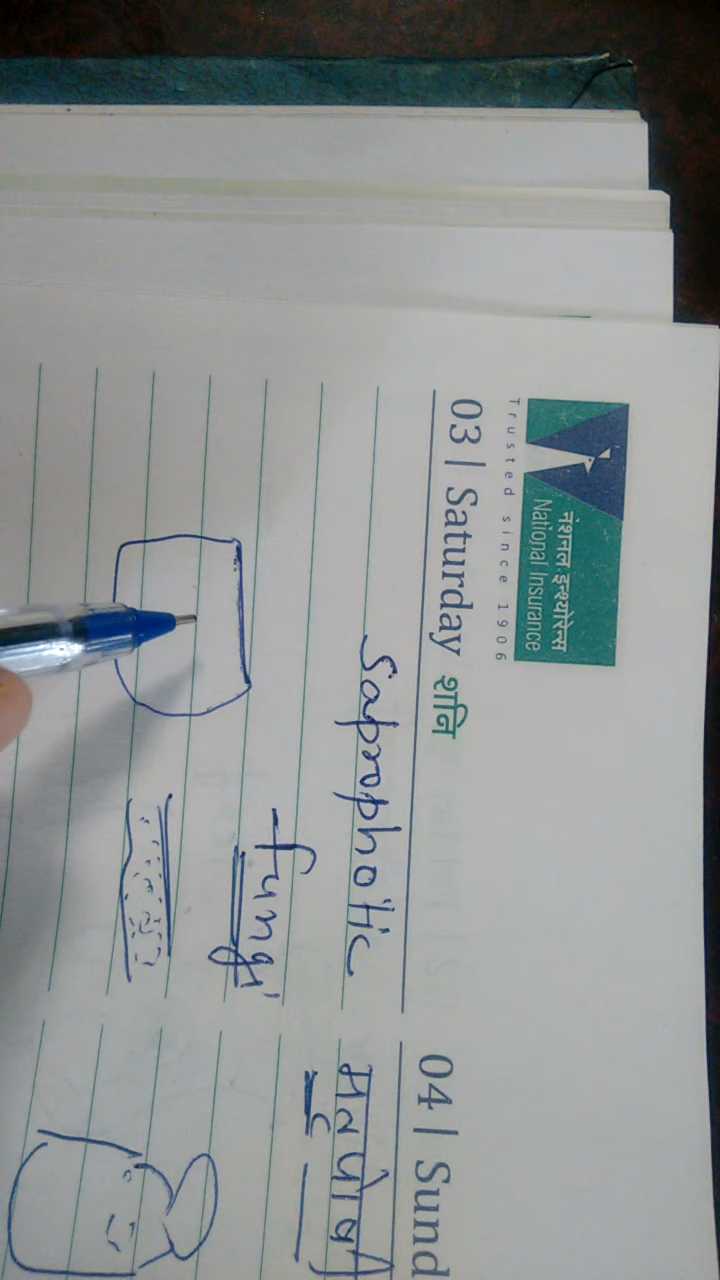 नेशनल इन्श्योरेन्स
National Insurance
Trusted since 1906
03 | Saturday शनि
Saprophotic
fungi
04 | Sund